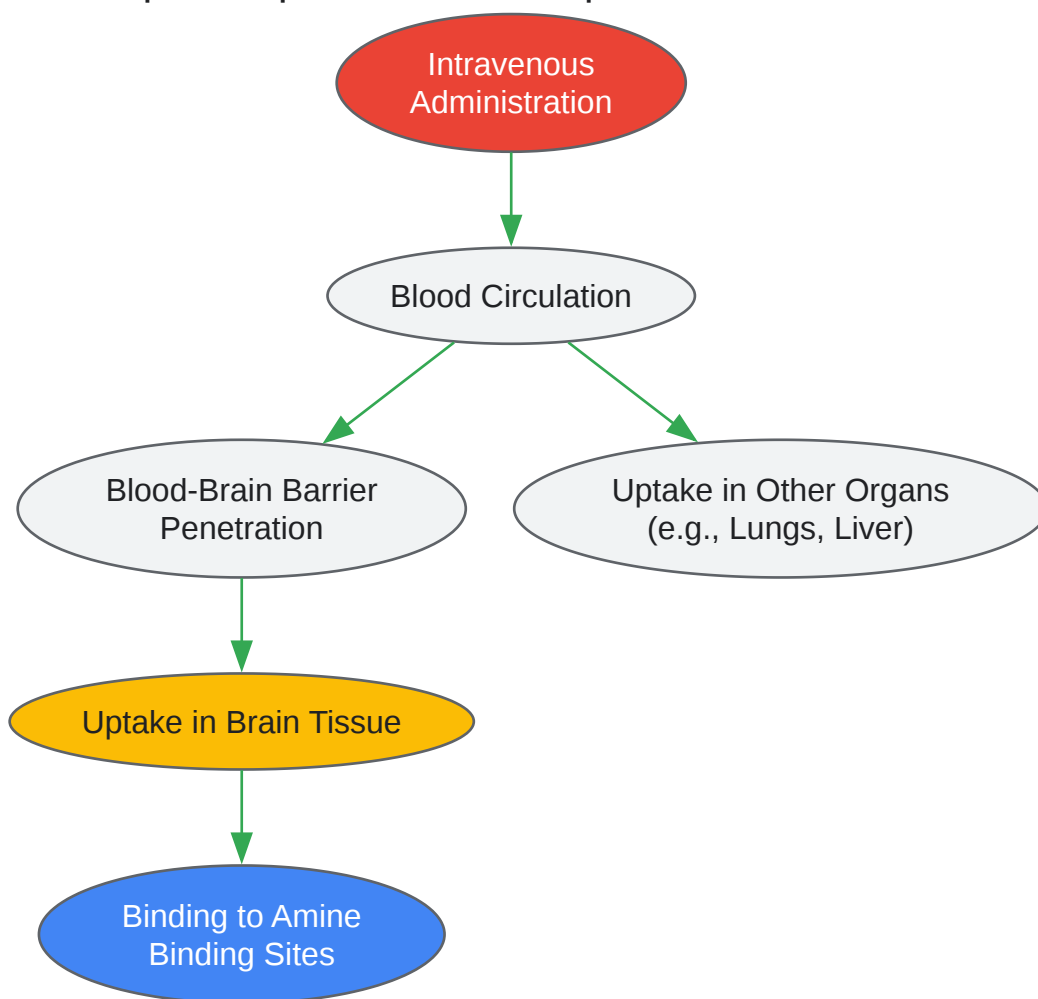 Intravenous
Administration
Blood Circulation
Blood-Brain Barrier
Penetration
Uptake in Other Organs
(e.g., Lungs, Liver)
Uptake in Brain Tissue
Binding to Amine
Binding Sites